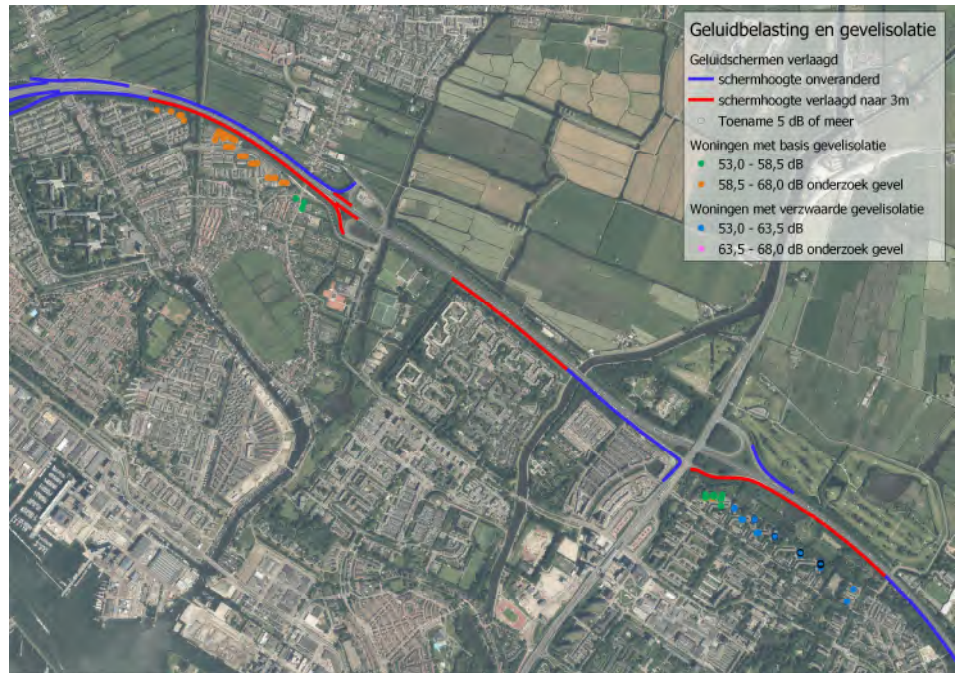 Geluidbelasting en gevelisolatie
Geluidschermen verlaagd
schermhoogte onveranderd
schermhoogte verlaagd naar 3m
Toename 5 dB of meer
Woningen met basis gevelisolatie
53,0 - 58,5 dB
58,5 - 68,0 dB onderzoek gevel
Woningen met verzwaarde gevelisolatie
53,0 - 63,5 dB
63,5 - 68,0 dB onderzoek gevel